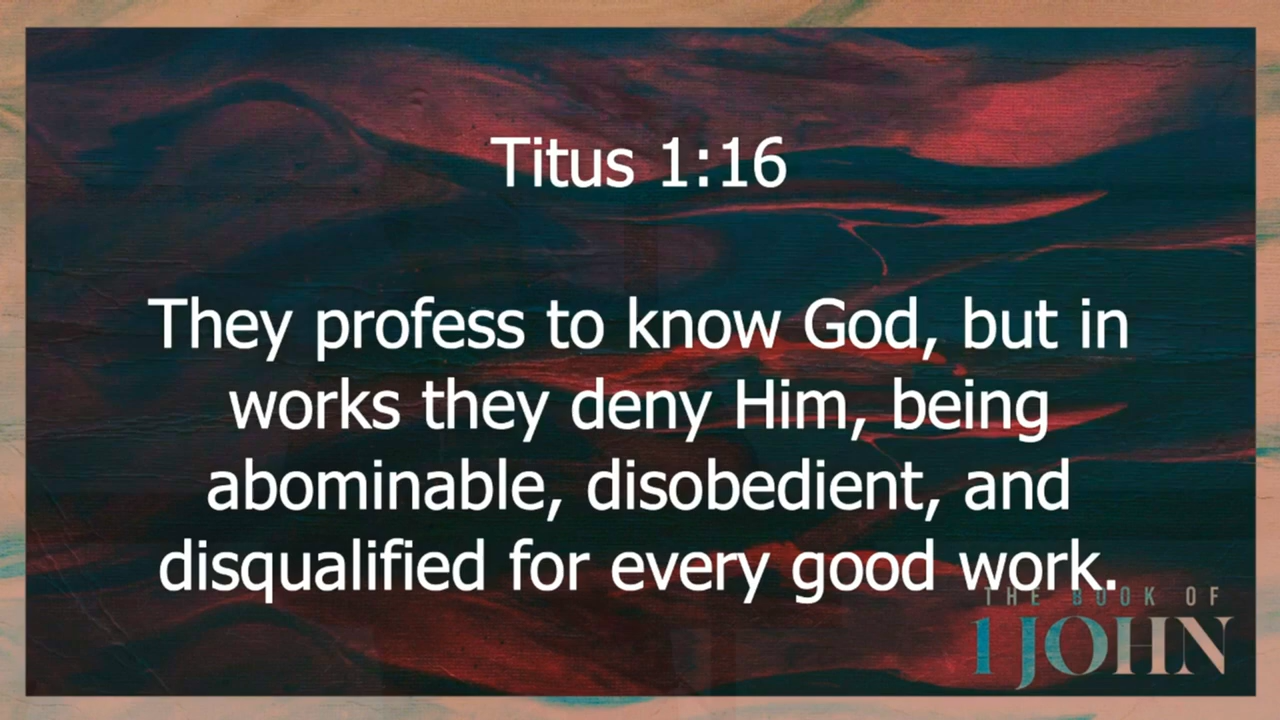 Titus 1:16
They profess to know God, but in
works they deny Him, being
abominable, disobedient, and
disqualified for every good work.
THE BOOK OF
1 JOHN